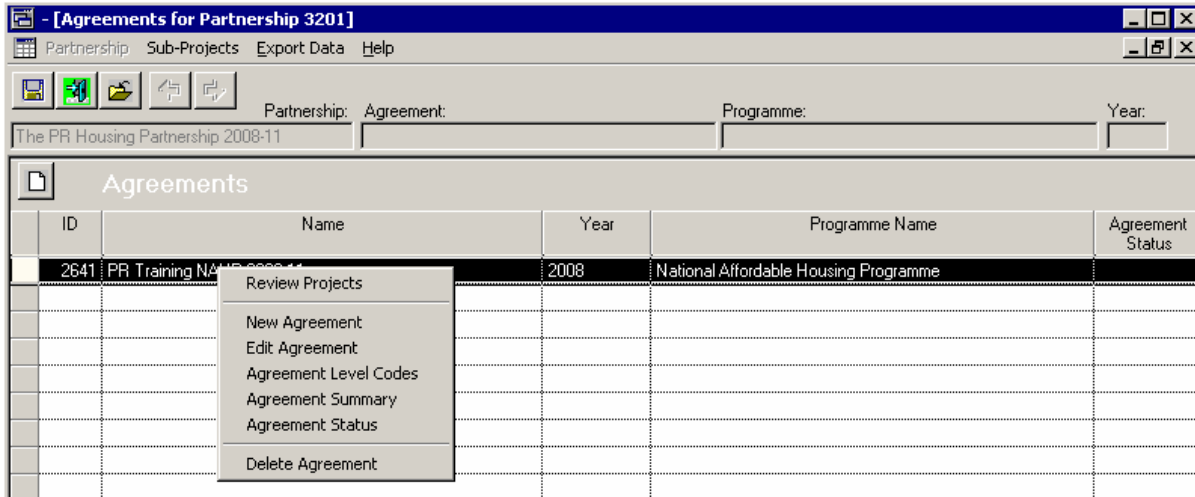 - [Agreements for Partnership 3201]
Partnership Sub-Projects Export Data Help
Partnership: Agreement: Programme: Year:
The PR Housing Partnership 2008-11
Agreements
ID Name Year Programme Name Agreement Status
2641 PR Training 2008 National Affordable Housing Programme
Review Projects
New Agreement
Edit Agreement
Agreement Level Codes
Agreement Summary
Agreement Status
Delete Agreement